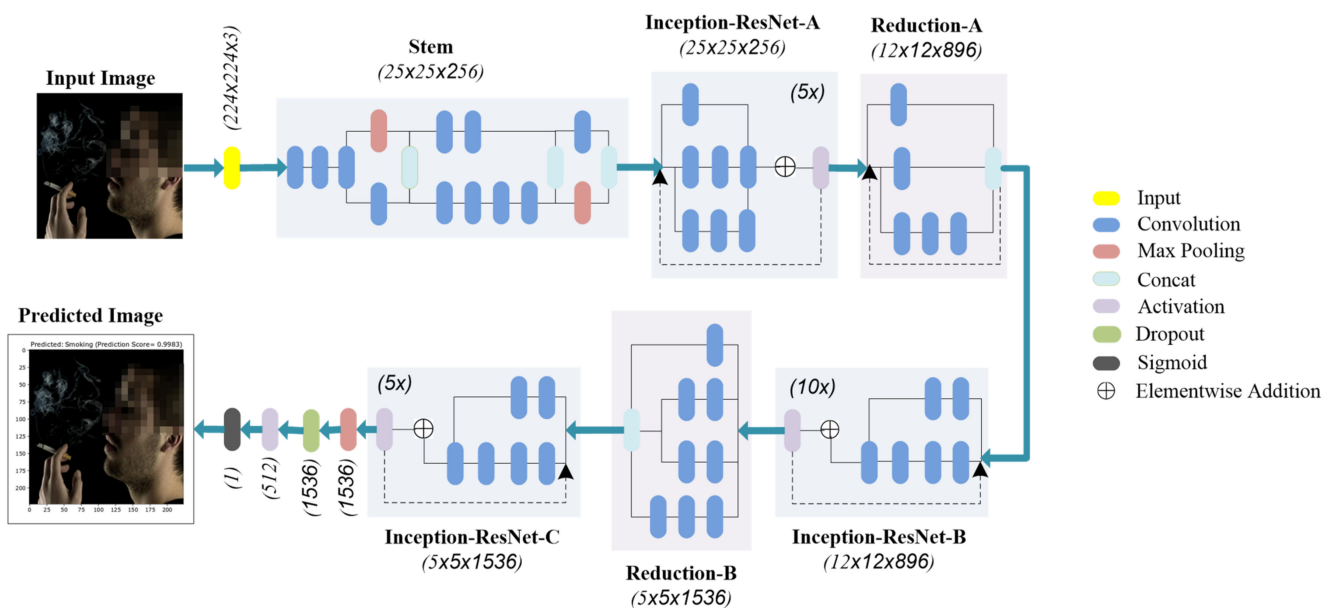 Input Image
(224x224x3)
Stem
(25x25x256)
Inception-ResNet-A
(25x25x256)
(5x)
Reduction-A
(12x12x896)
Input
Convolution
Max Pooling
Concat
Activation
Dropout
Sigmoid
Elementwise Addition
Predicted Image
Predicted: Smoking (Prediction Score= 0.9983)
0
25
50
75
100
125
150
175
200
0 25 50 75 100 125 150 175 200
(1)
(512)
(1536)
(1536)
(5x)
Inception-ResNet-C
(5x5x1536)
Reduction-B
(5x5x1536)
(10x)
Inception-ResNet-B
(12x12x896)